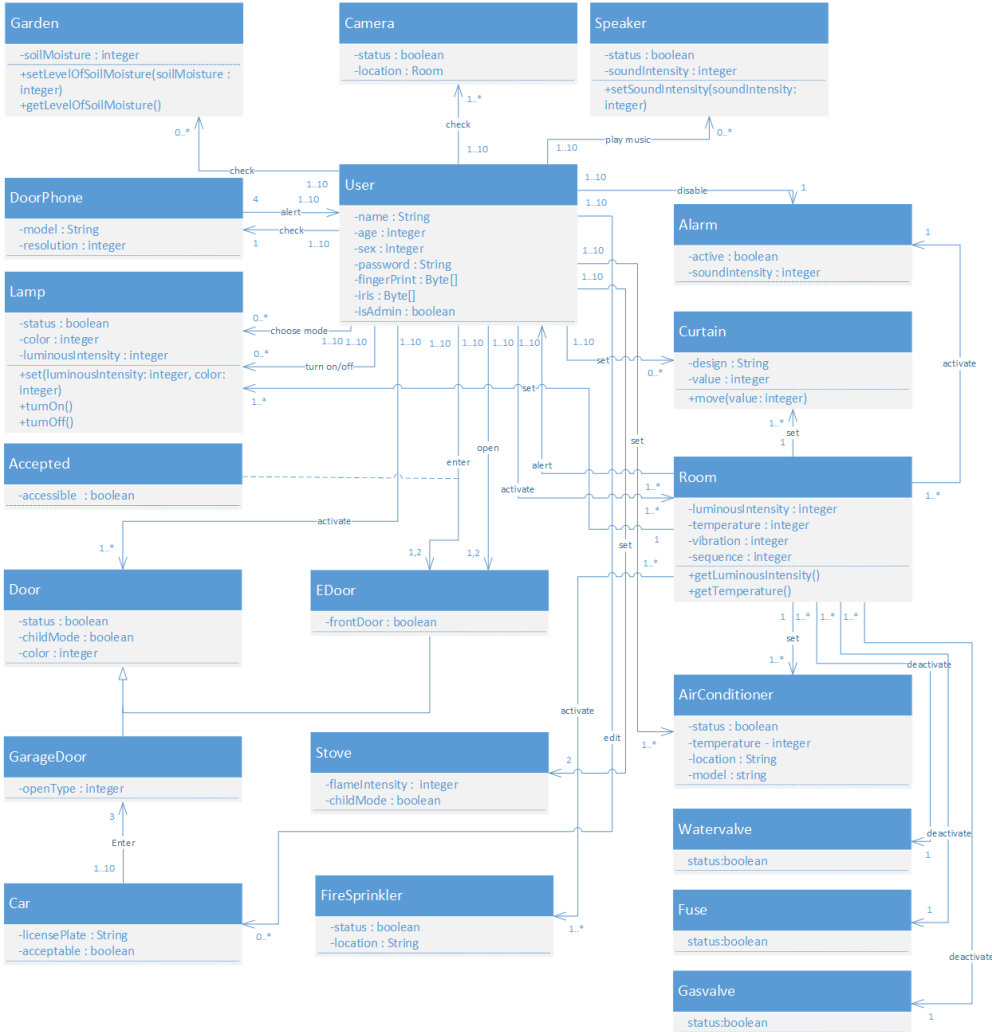 Garden
-soilMoisture : integer
+setLevelOfSoilMoisture(soilMoisture :
integer)
+getLevelOfSoilMoisture()
Camera
-status : boolean
-location : Room
Speaker
-status : boolean
-soundIntensity : integer
+setSoundIntensity(soundIntensity:
integer)
0..*
check
1..10
1..*
check
1..10
0..*
play music
1..10
DoorPhone
-model : String
-resolution : integer
4
alert
1..10
1
check
1..10
User
-name : String
-age : integer
-sex : integer
-password : String
-fingerPrint : Byte[]
-iris : Byte[]
-isAdmin : boolean
1..10
disable
1
1..10
1..10
1..10
Alarm
-active : boolean
-soundIntensity : integer
1
activate
1..*
Lamp
-status : boolean
-color : integer
-luminousIntensity : integer
+set(luminousIntensity: integer, color:
integer)
+turnOn()
+turnOff()
0..*
choose mode
1..10
0..*
turn on/off
1..10
1..*
set
1
1..10
1..10
1..10
1..10
1..10
1..10
set
0..*
Curtain
-design : String
-value : integer
+move(value: integer)
1..*
set
1
Accepted
-accessible : boolean
enter
open
activate
alert
1..*
activate
1..*
set
set
Room
-luminousIntensity : integer
-temperature : integer
-vibration : integer
-sequence : integer
+getLuminousIntensity()
+getTemperature()
1..*
1..*
1,2
1,2
Door
-status : boolean
-childMode : boolean
-color : integer
EDoor
-frontDoor : boolean
1
1..*
1..*
1..*
set
1..*
deactivate
AirConditioner
-status : boolean
-temperature - integer
-location : String
-model : string
1..*
activate
edit
GarageDoor
-openType : integer
Stove
-flameIntensity : integer
-childMode : boolean
2
3
Enter
1..10
Watervalve
status:boolean
1
deactivate
Car
-licensePlate : String
-acceptable : boolean
0..*
FireSprinkler
-status : boolean
-location : String
1..*
Fuse
status:boolean
1
deactivate
Gasvalve
status:boolean
1